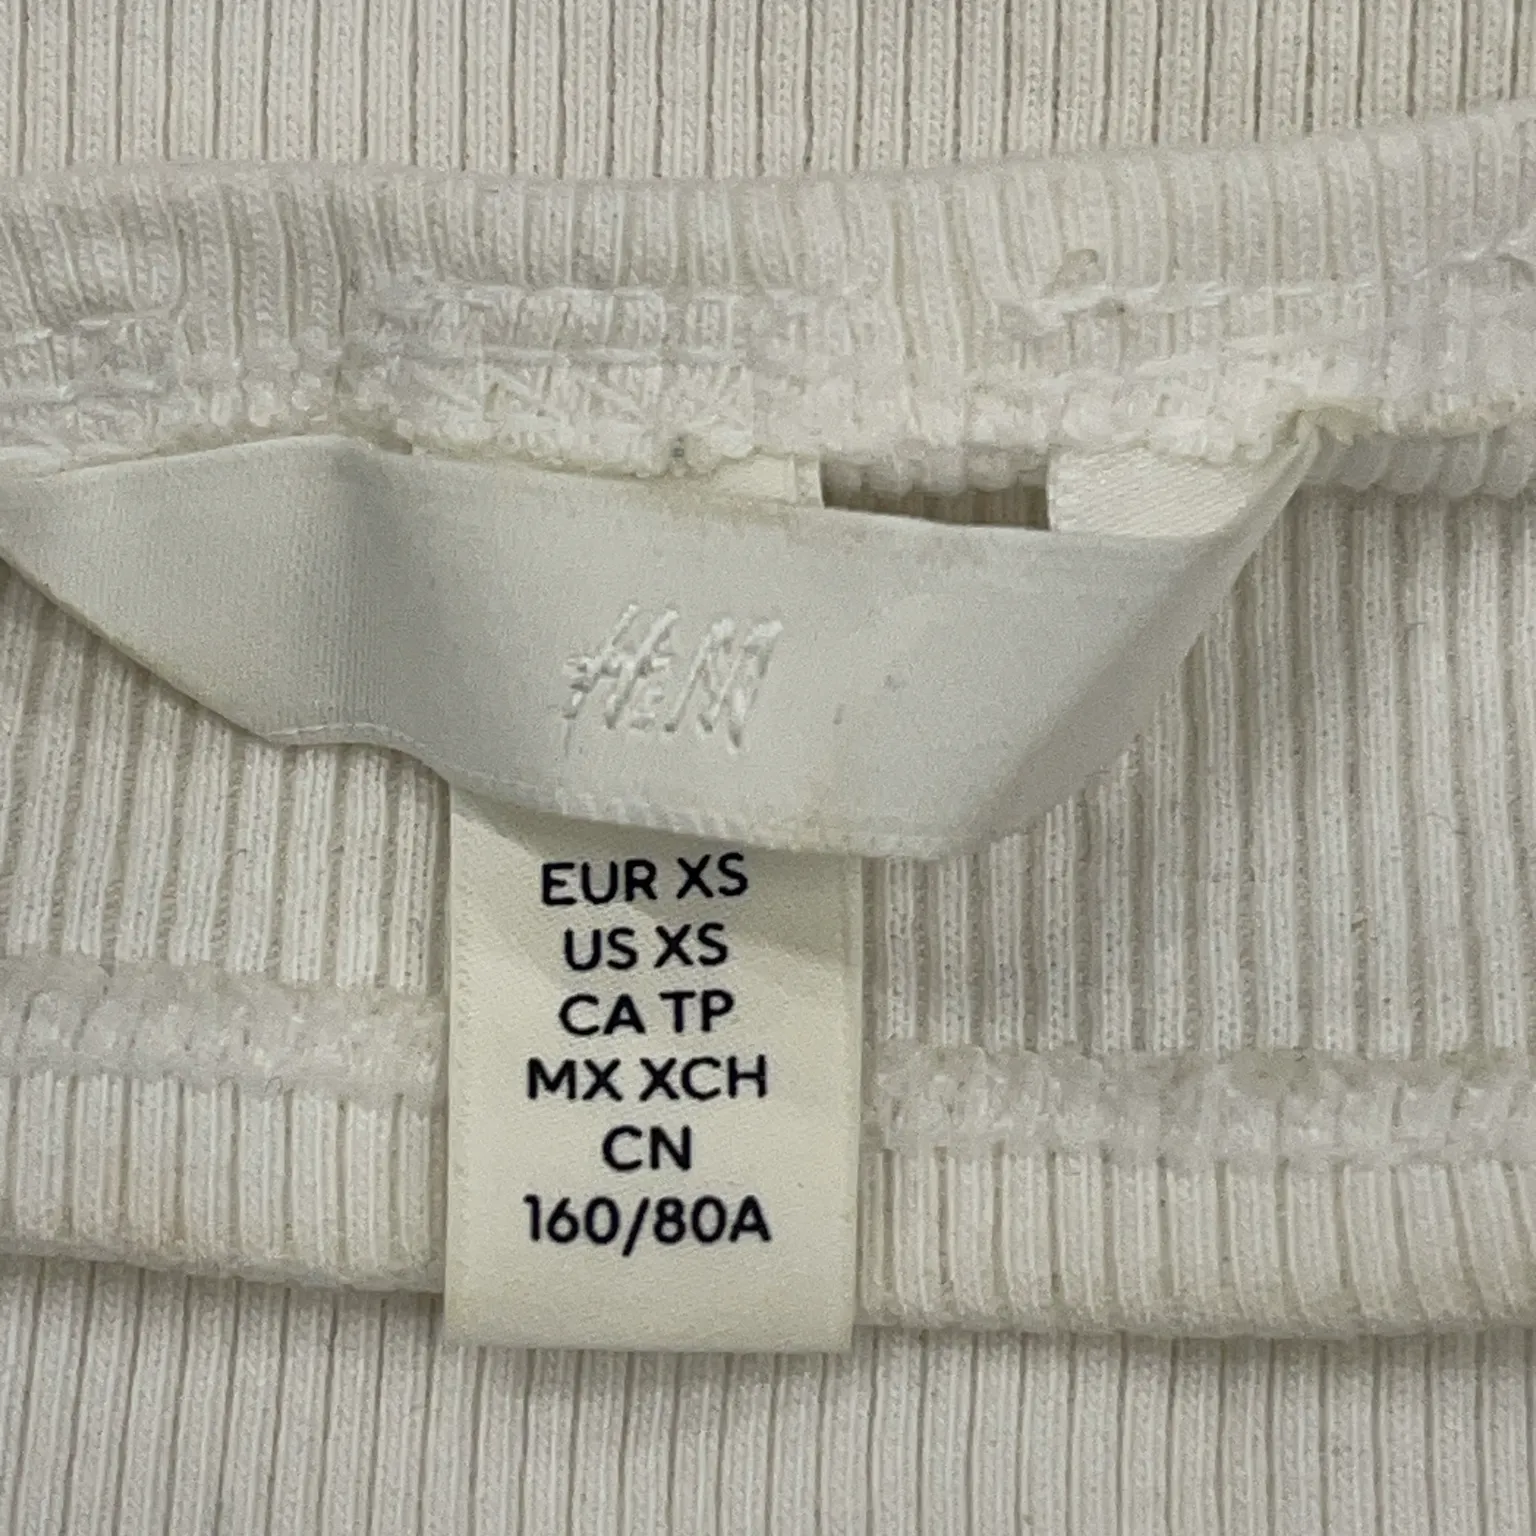 H&M
EUR XS
US XS
CA TP
MX XCH
CN
160/80A